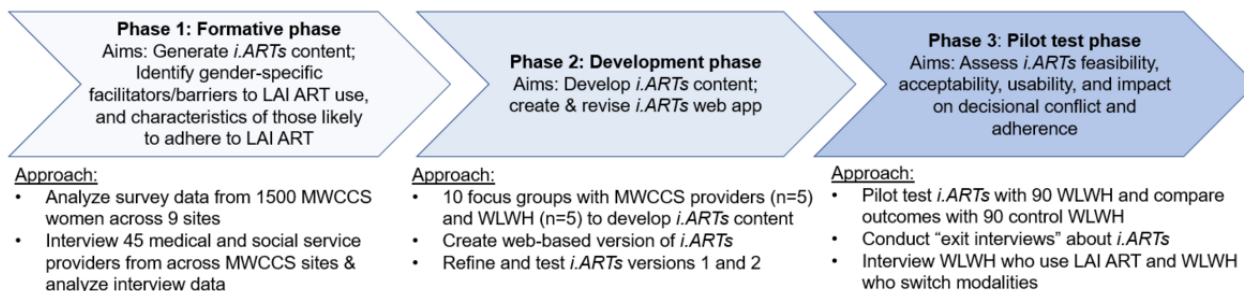 Phase 1: Formative phase
Aims: Generate i.ARTs content;
Identify gender-specific
facilitators/barriers to LAI ART use,
and characteristics of those likely
to adhere to LAI ART
Approach:
• Analyze survey data from 1500 MWCCS
women across 9 sites
• Interview 45 medical and social service
providers from across MWCCS sites &
analyze interview data
Phase 2: Development phase
Aims: Develop i.ARTs content;
create & revise i.ARTs web app
Approach:
• 10 focus groups with MWCCS providers (n=5)
and WLWH (n=5) to develop i.ARTs content
• Create web-based version of i.ARTs
• Refine and test i.ARTs versions 1 and 2
Phase 3: Pilot test phase
Aims: Assess i.ARTs feasibility,
acceptability, usability, and impact
on decisional conflict and
adherence
Approach:
• Pilot test i.ARTs with 90 WLWH and compare
outcomes with 90 control WLWH
• Conduct “exit interviews” about i.ARTs
• Interview WLWH who use LAI ART and WLWH
who switch modalities